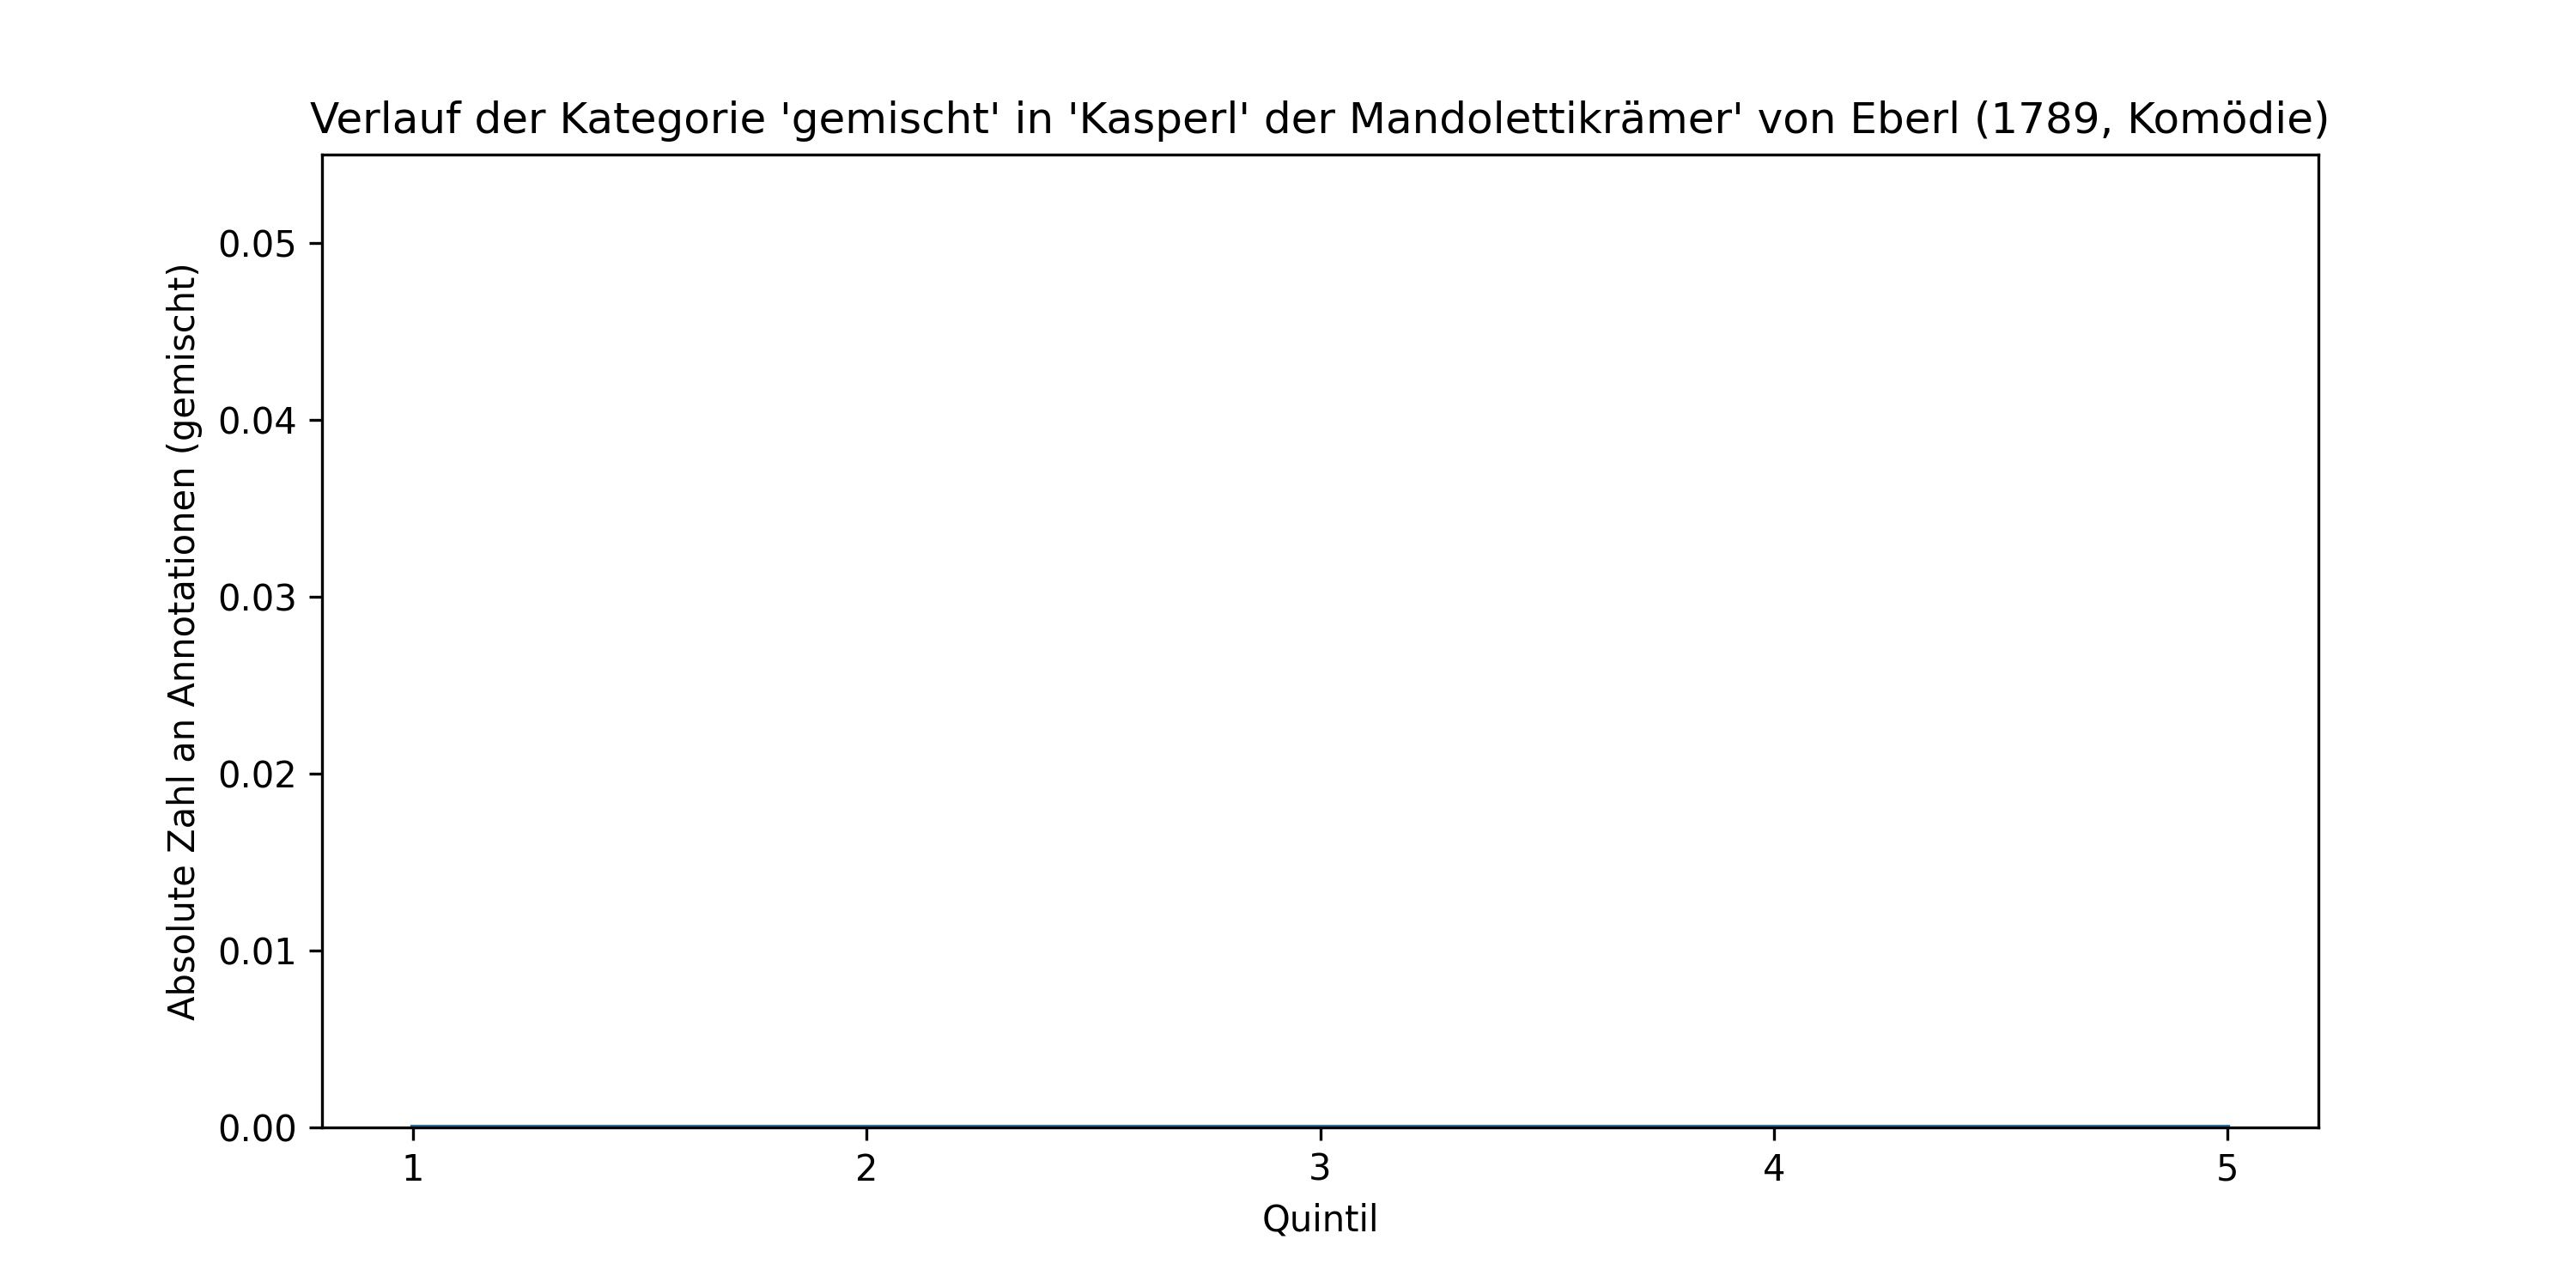 Verlauf der Kategorie 'gemischt' in 'Kasperl' der Mandolettikrämer' von Eberl (1789, Komödie)
Absolute Zahl an Annotationen (gemischt)
0.05
0.04
0.03
0.02
0.01
0.00
1 2 3 4 5
Quintil